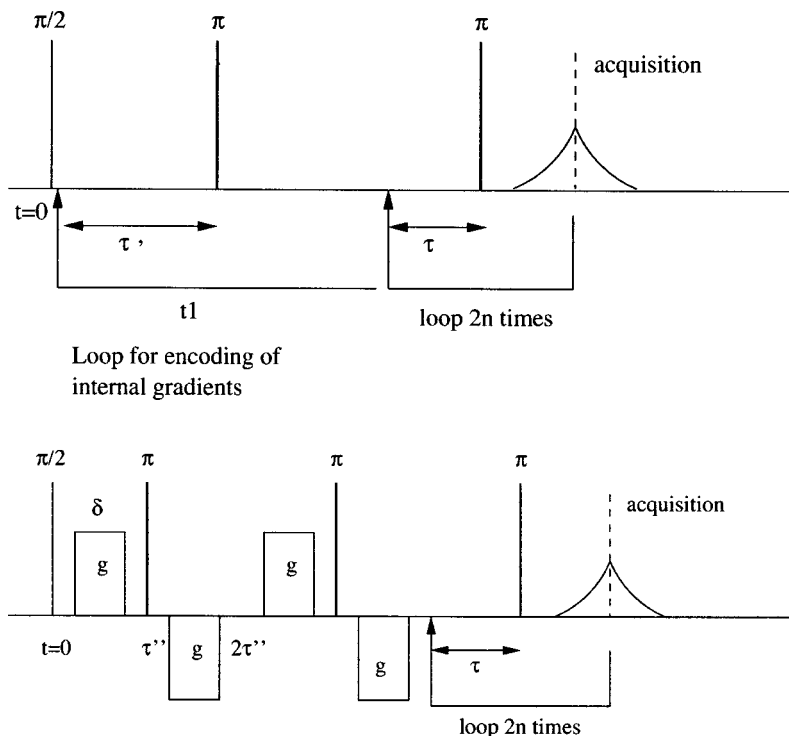 π/2 π π
acquisition
t=0
τ ' τ
t1 loop 2n times
Loop for encoding of
internal gradients
π/2 π π π
δ acquisition
g g
t=0 τ'' g 2τ'' g τ
loop 2n times